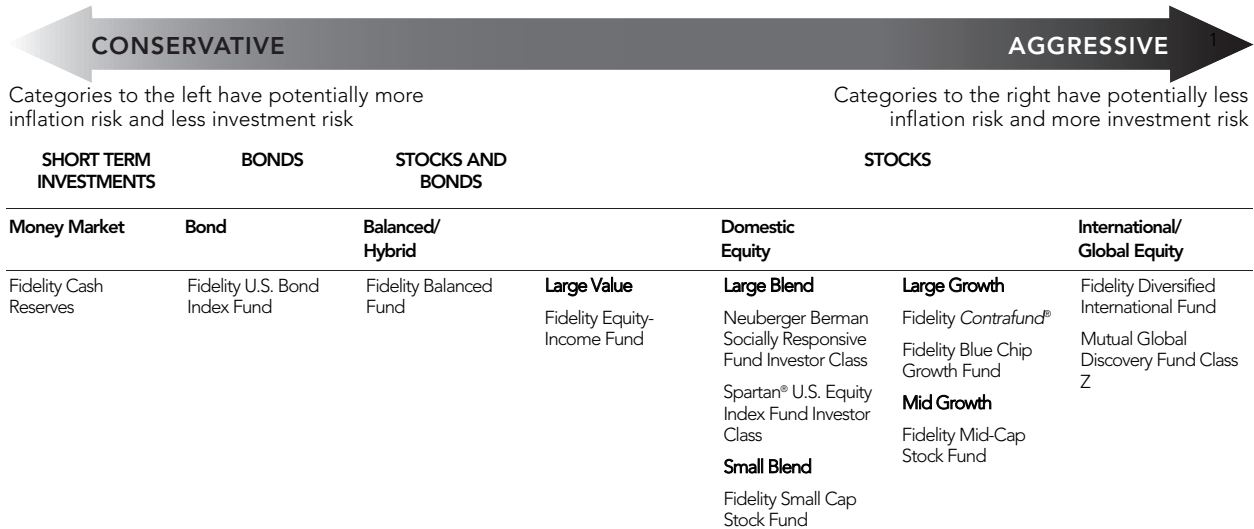 CONSERVATIVE
AGGRESSIVE
1
Categories to the left have potentially more
inflation risk and less investment risk
Categories to the right have potentially less
inflation risk and more investment risk
SHORT TERM
INVESTMENTS
BONDS
STOCKS AND
BONDS
STOCKS
Money Market
Bond
Balanced/
Hybrid
Domestic
Equity
International/
Global Equity
Fidelity Cash
Reserves
Fidelity U.S. Bond
Index Fund
Fidelity Balanced
Fund
Large Value
Fidelity Equity-
Income Fund
Large Blend
Neuberger Berman
Socially Responsive
Fund Investor Class
Spartan® U.S. Equity
Index Fund Investor
Class
Small Blend
Fidelity Small Cap
Stock Fund
Large Growth
Fidelity Contrafund®
Fidelity Blue Chip
Growth Fund
Mid Growth
Fidelity Mid-Cap
Stock Fund
Fidelity Diversified
International Fund
Mutual Global
Discovery Fund Class
Z